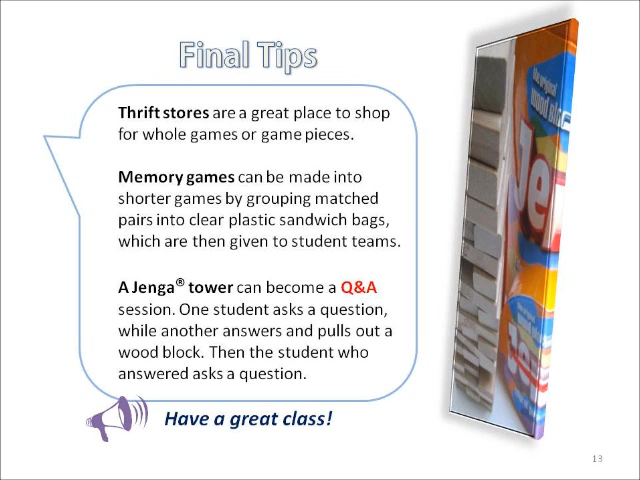 Final Tips
Thrift stores are a great place to shop
for whole games or game pieces.
Memory games can be made into
shorter games by grouping matched
pairs into clear plastic sandwich bags,
which are then given to student teams.
A Jenga® tower can become a Q&A
session. One student asks a question,
while another answers and pulls out a
wood block. Then the student who
answered asks a question.
Have a great class!
wood
Je
13